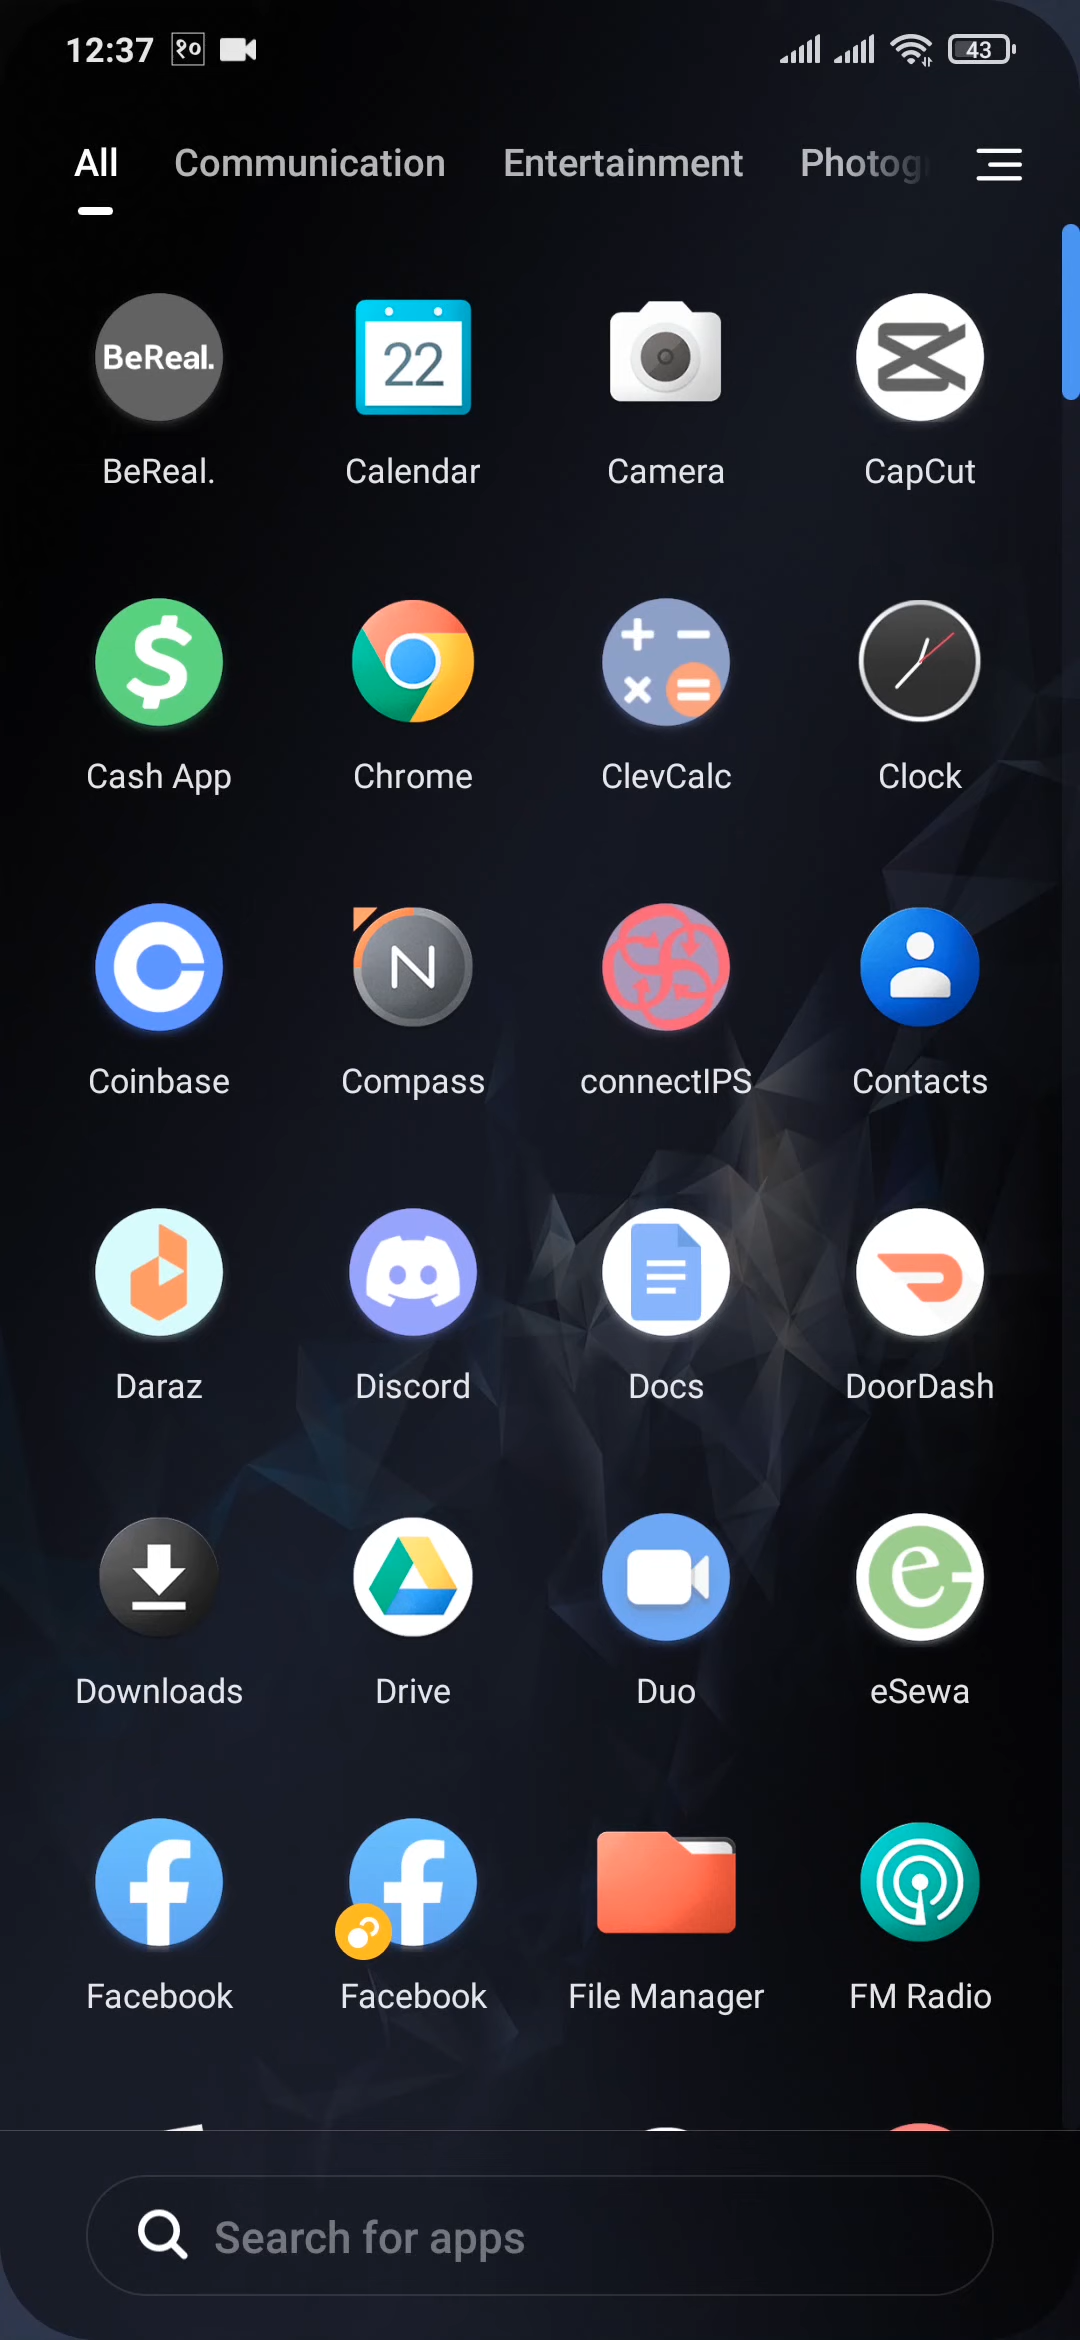 12:37 १० 43
All Communication Entertainment Photog
BeReal. 22
BeReal. Calendar Camera CapCut
Cash App Chrome ClevCalc Clock
N
Coinbase Compass connectIPS Contacts
Daraz Discord Docs DoorDash
Downloads Drive Duo eSewa
Facebook Facebook File Manager FM Radio
Search for apps